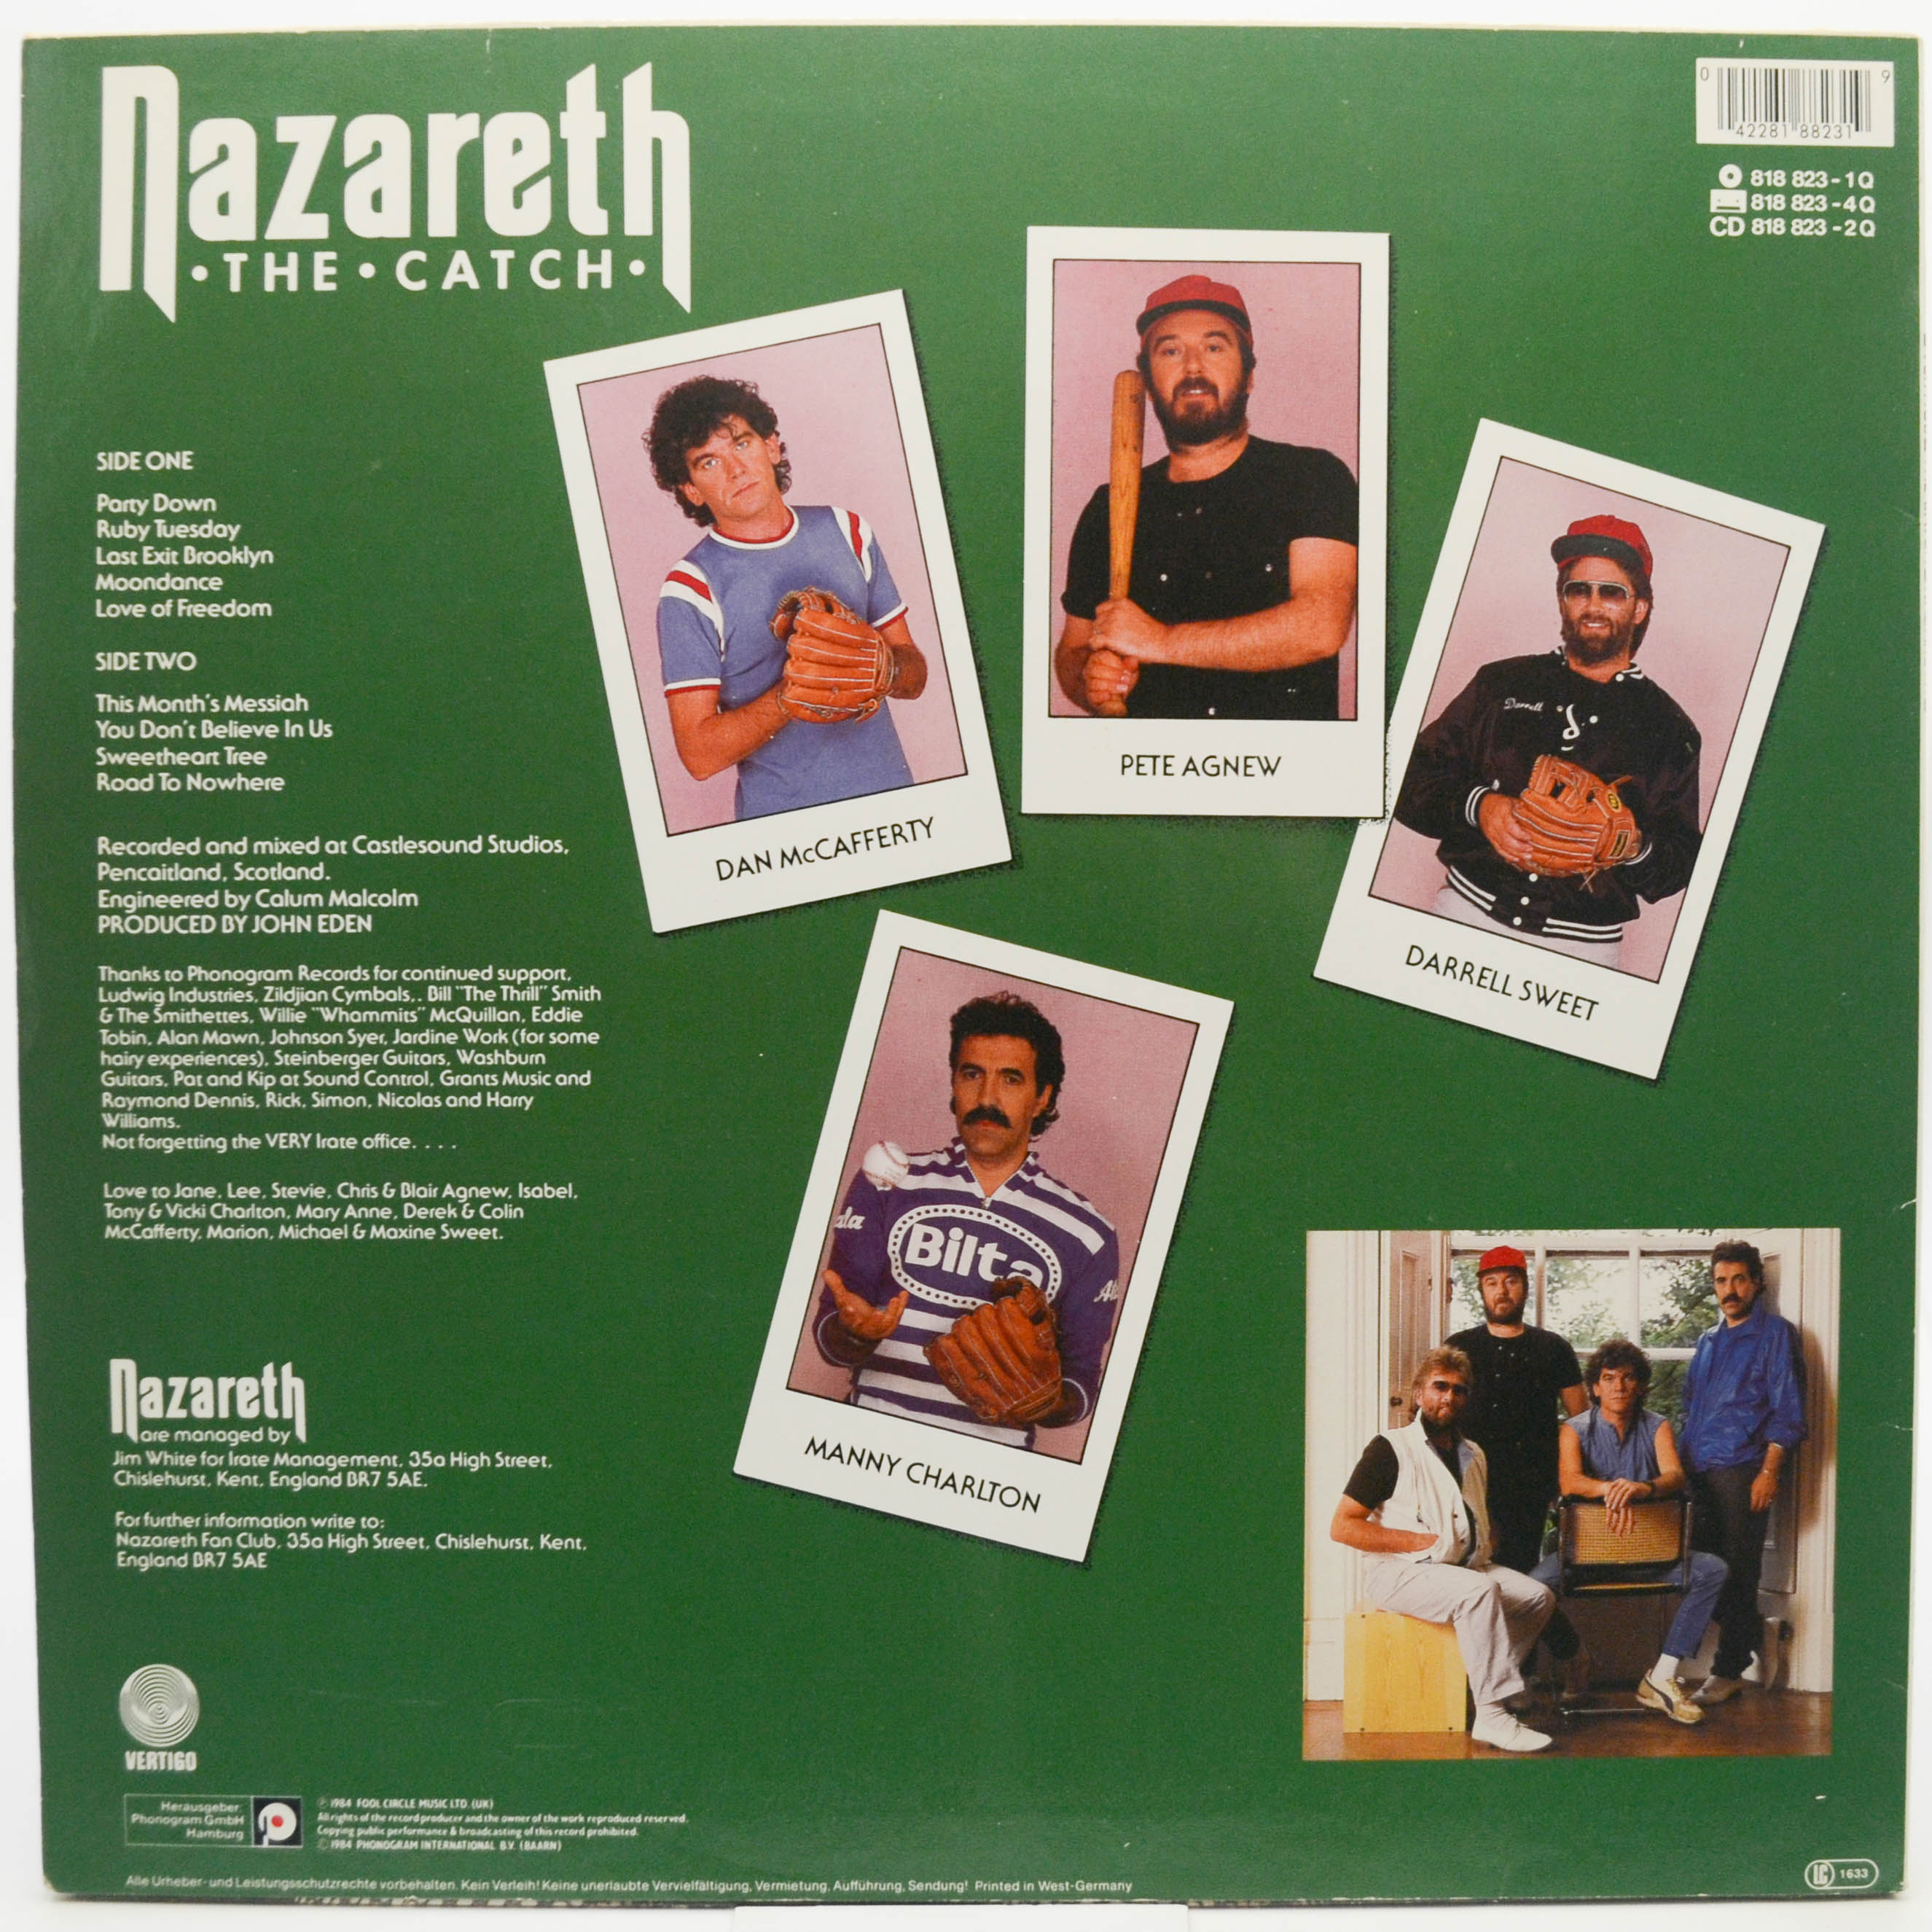 Nazareth
•THE•CATCH•
0 42281 88231 9
818 823-1Q
818 823-4Q
CD 818 823-2Q
SIDE ONE
Party Down
Ruby Tuesday
Last Exit Brooklyn
Moondance
Love of Freedom
SIDE TWO
This Month's Messiah
You Don't Believe In Us
Sweetheart Tree
Road To Nowhere
Recorded and mixed at Castlesound Studios,
Pencaitland, Scotland.
Engineered by Calum Malcolm
PRODUCED BY JOHN EDEN
Thanks to Phonogram Records for continued support,
Ludwig Industries, Zildjian Cymbals,. Bill "The Thrill" Smith
& The Smithettes, Willie "Whammits" McQuillan, Eddie
Tobin, Alan Mawn, Johnson Syer, Jardine Work (for some
hairy experiences), Steinberger Guitars, Washburn
Guitars, Pat and Kip at Sound Control, Grants Music and
Raymond Dennis, Rick, Simon, Nicolas and Harry
Williams.
Not forgetting the VERY Irate office. . . .
Love to Jane, Lee, Stevie, Chris & Blair Agnew, Isabel,
Tony & Vicki Charlton, Mary Anne, Derek & Colin
McCafferty, Marion, Michael & Maxine Sweet.
DAN McCAFFERTY
PETE AGNEW
Darrell
DARRELL SWEET
Bilta
MANNY CHARLTON
Nazareth
are managed by
Jim White for Irate Management, 35a High Street,
Chislehurst, Kent, England BR7 5AE.
For further information write to:
Nazareth Fan Club, 35a High Street, Chislehurst, Kent,
England BR7 5AE
VERTIGO
Herausgeber:
Phonogram GmbH
Hamburg
℗ 1984 FOOL CIRCLE MUSIC LTD. (UK)
All rights of the record producer and the owner of the work reproduced reserved.
Copying public performance & broadcasting of this record prohibited.
© 1984 PHONOGRAM INTERNATIONAL B.V. (BAARN)
Alle Urheber- und Leistungsschutzrechte vorbehalten. Kein Verleih! Keine unerlaubte Vervielfältigung, Vermietung, Aufführung, Sendung! Printed in West-Germany
LC 1633